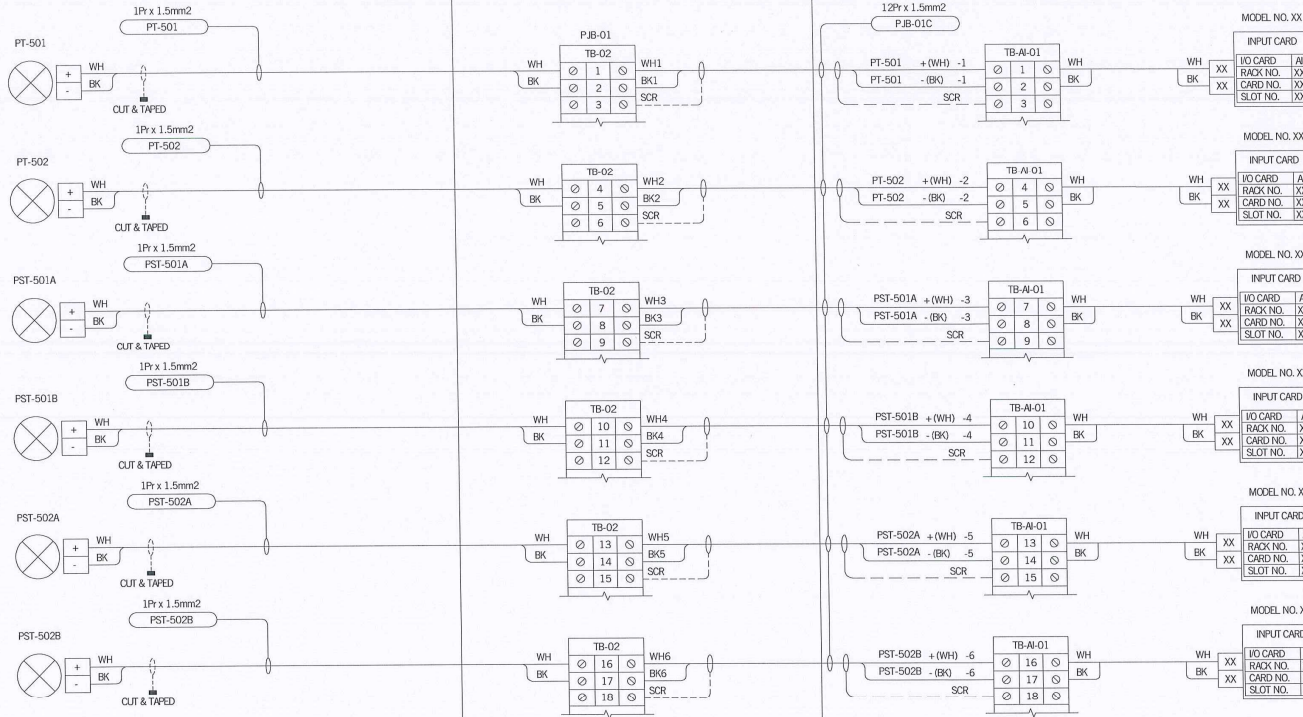 1Pr x 1.5mm2
PT-501
PT-501
+ WH
- BK
CUT & TAPED
PJB-01
TB-02
WH 1 WH1
BK 2 BK1
3 SCR
12Pr x 1.5mm2
PJB-01C
TB-AI-01
PT-501 +(WH) -1 1 WH
PT-501 -(BK) -1 2 BK
SCR 3
MODEL NO. XX
INPUT CARD
WH XX I/O CARD
BK XX RACK NO. XX
CARD NO. XX
SLOT NO. XX
1Pr x 1.5mm2
PT-502
PT-502
+ WH
- BK
CUT & TAPED
TB-02
WH 4 WH2
BK 5 BK2
6 SCR
TB-AI-01
PT-502 +(WH) -2 4 WH
PT-502 -(BK) -2 5 BK
SCR 6
MODEL NO. XX
INPUT CARD
WH XX I/O CARD
BK XX RACK NO.
CARD NO.
SLOT NO.
1Pr x 1.5mm2
PST-501A
PST-501A
+ WH
- BK
CUT & TAPED
TB-02
WH 7 WH3
BK 8 BK3
9 SCR
TB-AI-01
PST-501A +(WH) -3 7 WH
PST-501A -(BK) -3 8 BK
SCR 9
MODEL NO. XX
INPUT CARD
WH XX I/O CARD
BK XX RACK NO.
CARD NO.
SLOT NO.
1Pr x 1.5mm2
PST-501B
PST-501B
+ WH
- BK
CUT & TAPED
TB-02
WH 10 WH4
BK 11 BK4
12 SCR
TB-AI-01
PST-501B +(WH) -4 10 WH
PST-501B -(BK) -4 11 BK
SCR 12
MODEL NO. X
INPUT CARD
WH XX I/O CARD
BK XX RACK NO.
CARD NO.
SLOT NO.
1Pr x 1.5mm2
PST-502A
PST-502A
+ WH
- BK
CUT & TAPED
TB-02
WH 13 WH5
BK 14 BK5
15 SCR
TB-AI-01
PST-502A +(WH) -5 13 WH
PST-502A -(BK) -5 14 BK
SCR 15
MODEL NO. X
INPUT CARD
WH XX I/O CARD
BK XX RACK NO.
CARD NO.
SLOT NO.
1Pr x 1.5mm2
PST-502B
PST-502B
+ WH
- BK
CUT & TAPED
TB-02
WH 16 WH6
BK 17 BK6
18 SCR
TB-AI-01
PST-502B +(WH) -6 16 WH
PST-502B -(BK) -6 17 BK
SCR 18
MODEL NO.
INPUT CARD
WH XX I/O CARD
BK XX RACK NO.
CARD NO.
SLOT NO.